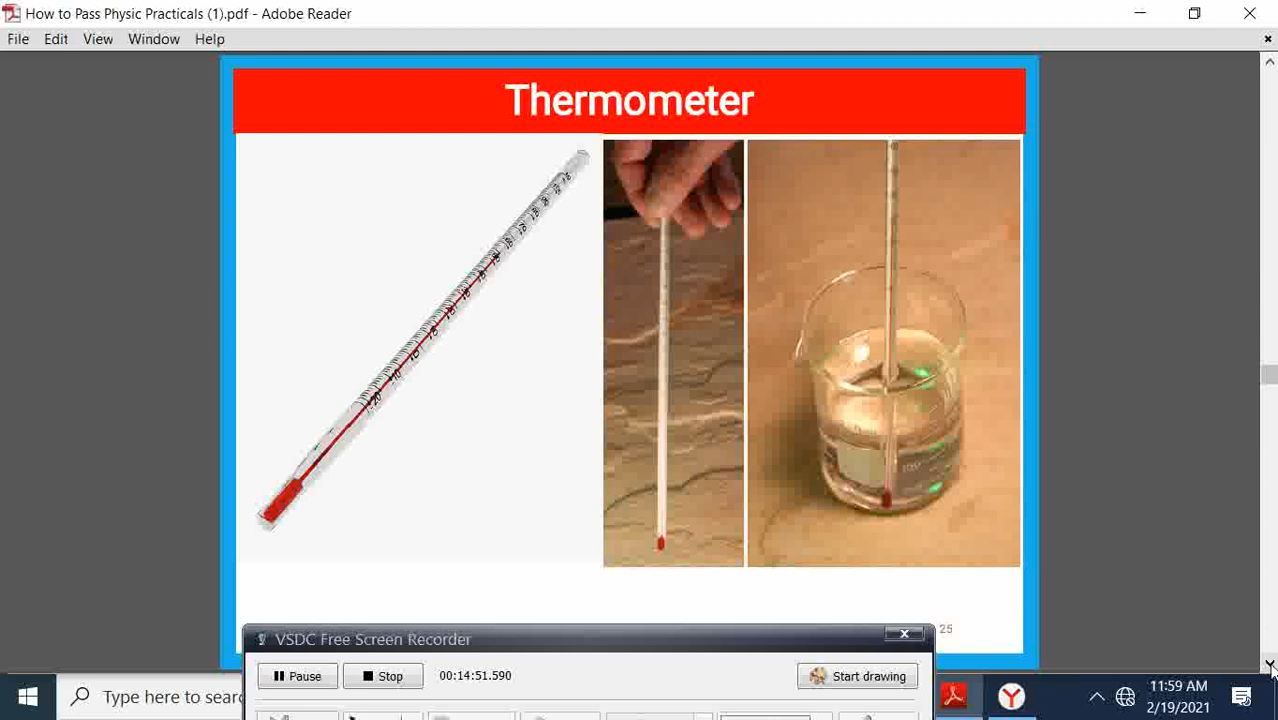 How to Pass Physic Practicals (1).pdf - Adobe Reader
File Edit View Window Help
Thermometer
25
VSDC Free Screen Recorder
Pause Stop 00:14:51.590 Start drawing
Type here to sear
11:59 AM
2/19/2021